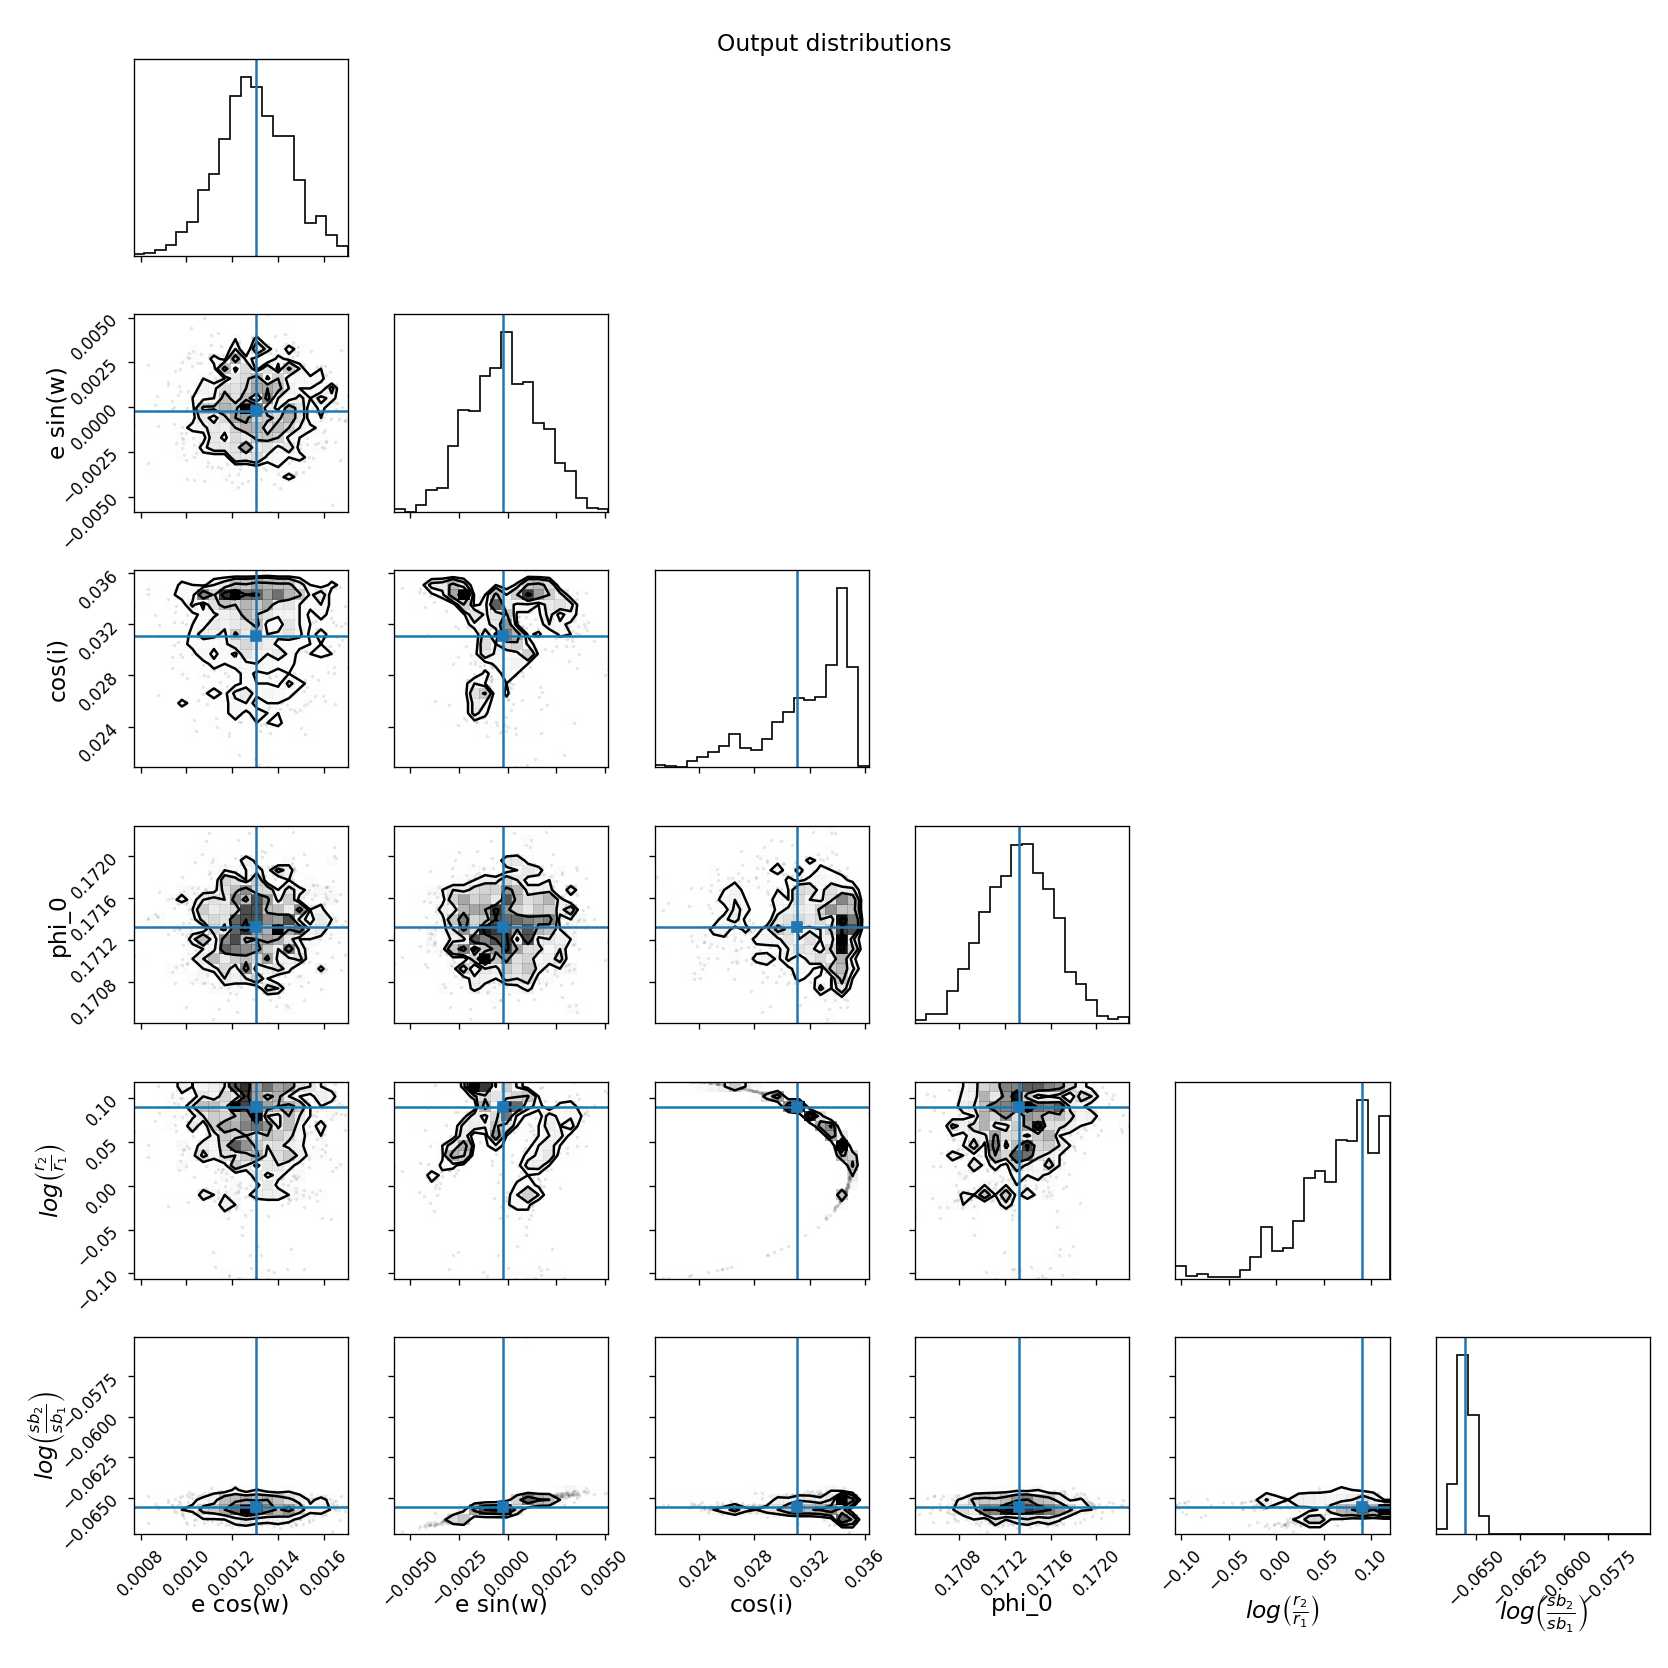 Output distributions
e sin(w)
0.0050
0.0025
0.0000
−0.0025
−0.0050
cos(i)
0.036
0.032
0.028
0.024
phi_0
0.1720
0.1716
0.1712
0.1708
log(r₂/r₁)
0.10
0.05
0.00
−0.05
−0.10
log(sb₂/sb₁)
−0.0575
−0.0600
−0.0625
−0.0650
0.0008 0.0010 0.0012 0.0014 0.0016
−0.0050 −0.0025 0.0000 0.0025 0.0050
0.024 0.028 0.032 0.036
0.1708 0.1712 0.1716 0.1720
−0.10 −0.05 0.00 0.05 0.10
−0.0650 −0.0625 −0.0600 −0.0575
e cos(w) e sin(w) cos(i) phi_0 log(r₂/r₁) log(sb₂/sb₁)